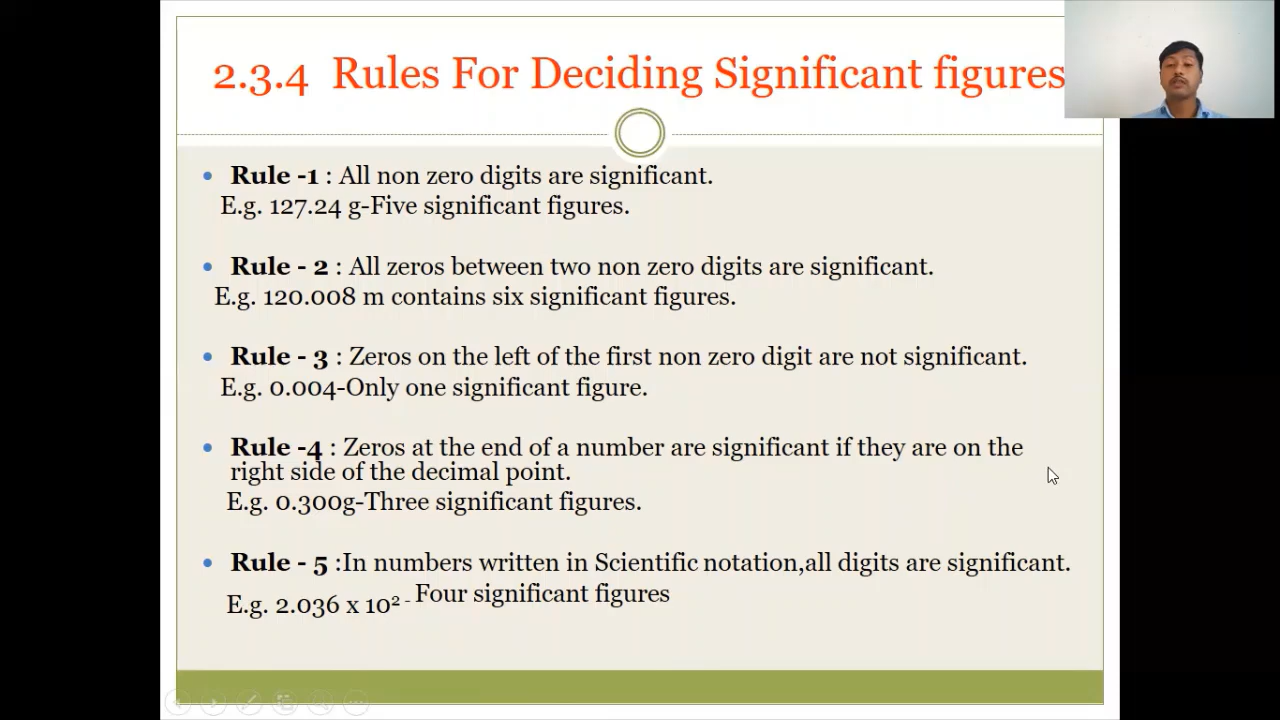 2.3.4 Rules For Deciding Significant figures
Rule -1 : All non zero digits are significant.
E.g. 127.24 g-Five significant figures.
Rule - 2 : All zeros between two non zero digits are significant.
E.g. 120.008 m contains six significant figures.
Rule - 3 : Zeros on the left of the first non zero digit are not significant.
E.g. 0.004-Only one significant figure.
Rule -4 : Zeros at the end of a number are significant if they are on the
right side of the decimal point.
E.g. 0.300g-Three significant figures.
Rule - 5 :In numbers written in Scientific notation,all digits are significant.
E.g. 2.036 x 10² - Four significant figures